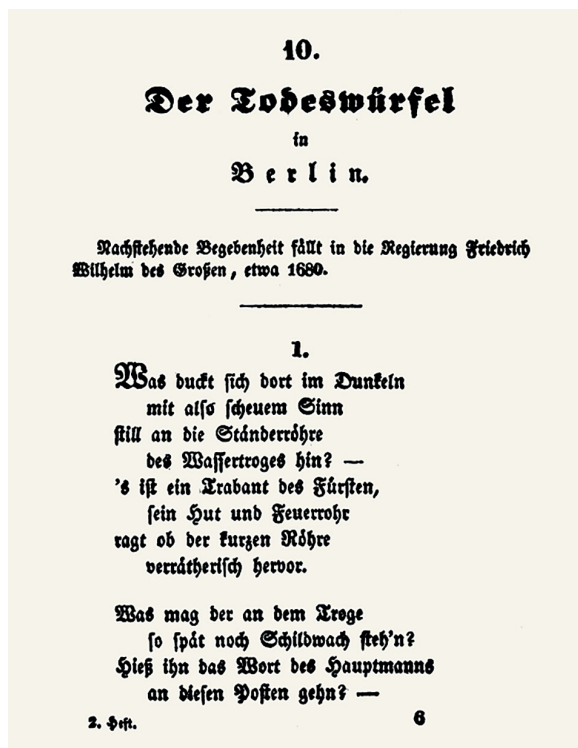 10.
Der Todeswürfel
in
Berlin.
Nachstehende Begebenheit fällt in die Regierung Friedrich
Wilhelm des Großen, etwa 1680.
1.
Was duckt sich dort im Dunkeln
mit also scheuem Sinn
still an die Ständerröhre
des Wassertroges hin? —
's ist ein Trabant des Fürsten,
sein Hut und Feuerrohr
ragt ob der kurzen Röhre
verrätherisch hervor.
Was mag der an dem Troge
so spät noch Schildwach steh'n?
Hieß ihn das Wort des Hauptmanns
an diesen Posten gehn? —
2. Heft.
6